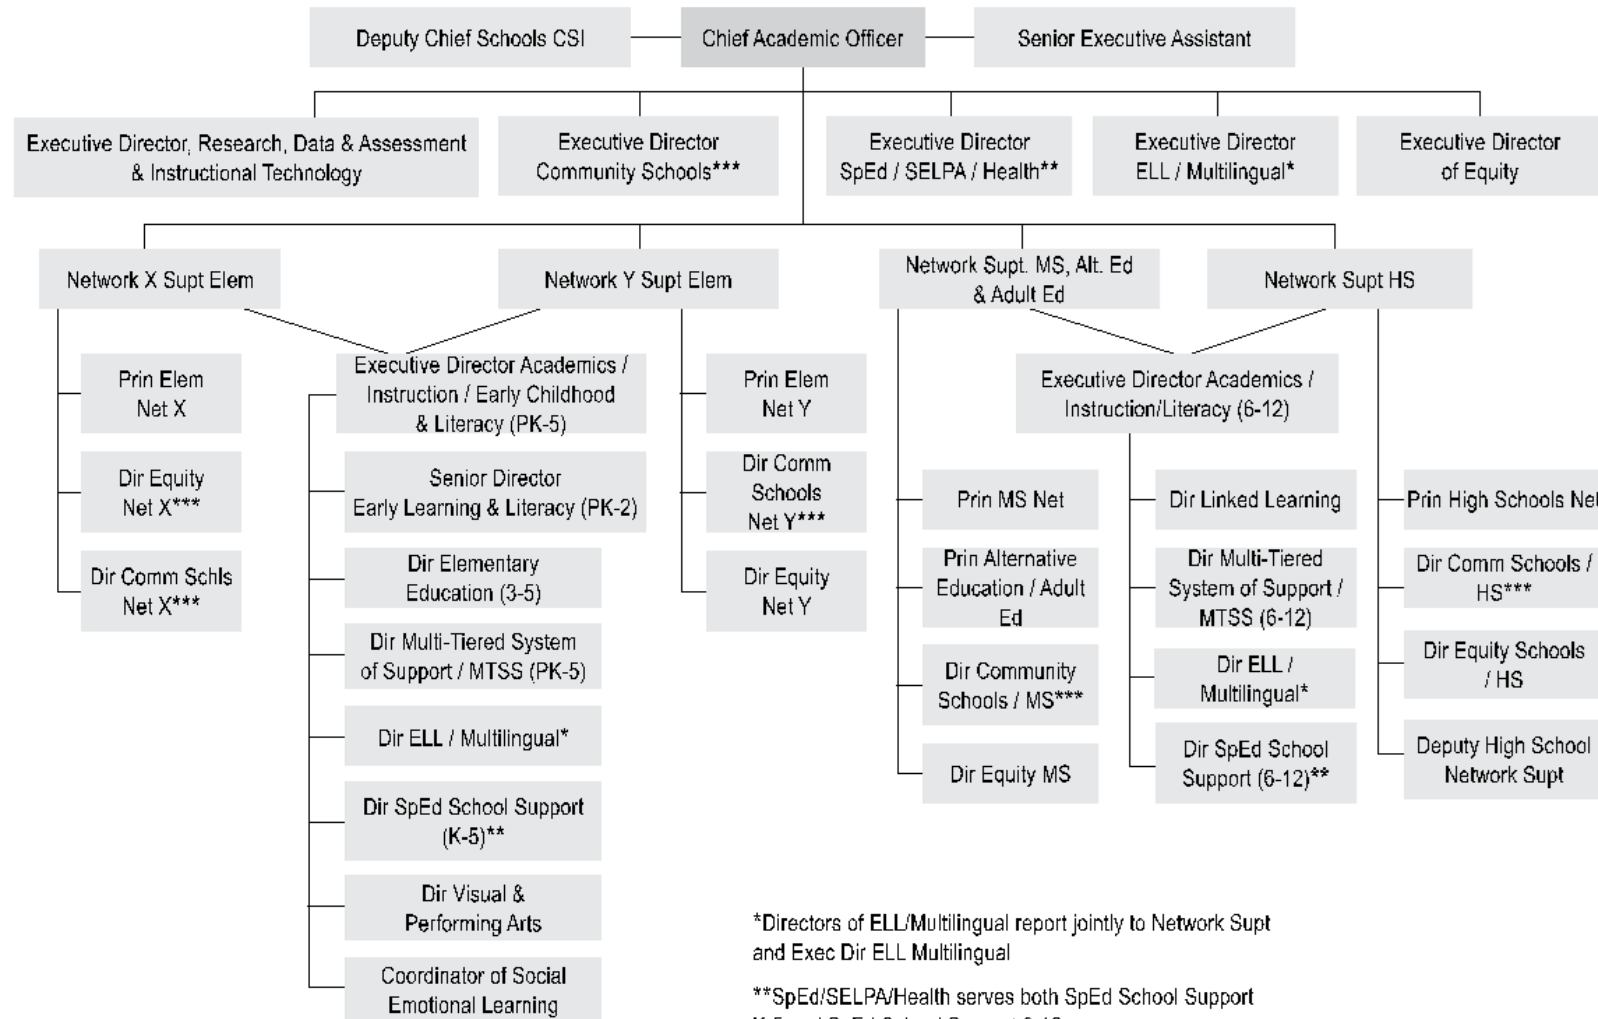 Deputy Chief Schools CSI
Chief Academic Officer
Senior Executive Assistant
Executive Director, Research, Data & Assessment
& Instructional Technology
Executive Director
Community Schools***
Executive Director
SpEd / SELPA / Health**
Executive Director
ELL / Multilingual*
Executive Director
of Equity
Network X Supt Elem
Network Y Supt Elem
Network Supt. MS, Alt. Ed
& Adult Ed
Network Supt HS
Prin Elem
Net X
Dir Equity
Net X***
Dir Comm Schls
Net X***
Executive Director Academics /
Instruction / Early Childhood
& Literacy (PK-5)
Senior Director
Early Learning & Literacy (PK-2)
Dir Elementary
Education (3-5)
Dir Multi-Tiered System
of Support / MTSS (PK-5)
Dir ELL / Multilingual*
Dir SpEd School Support
(K-5)**
Dir Visual &
Performing Arts
Coordinator of Social
Emotional Learning
Prin Elem
Net Y
Dir Comm
Schools
Net Y***
Dir Equity
Net Y
Prin MS Net
Prin Alternative
Education / Adult
Ed
Dir Community
Schools / MS***
Dir Equity MS
Executive Director Academics /
Instruction/Literacy (6-12)
Dir Linked Learning
Dir Multi-Tiered
System of Support /
MTSS (6-12)
Dir ELL /
Multilingual*
Dir SpEd School
Support (6-12)**
Prin High Schools Net
Dir Comm Schools /
HS***
Dir Equity Schools
/ HS
Deputy High School
Network Supt
*Directors of ELL/Multilingual report jointly to Network Supt
and Exec Dir ELL Multilingual
**SpEd/SELPA/Health serves both SpEd School Support